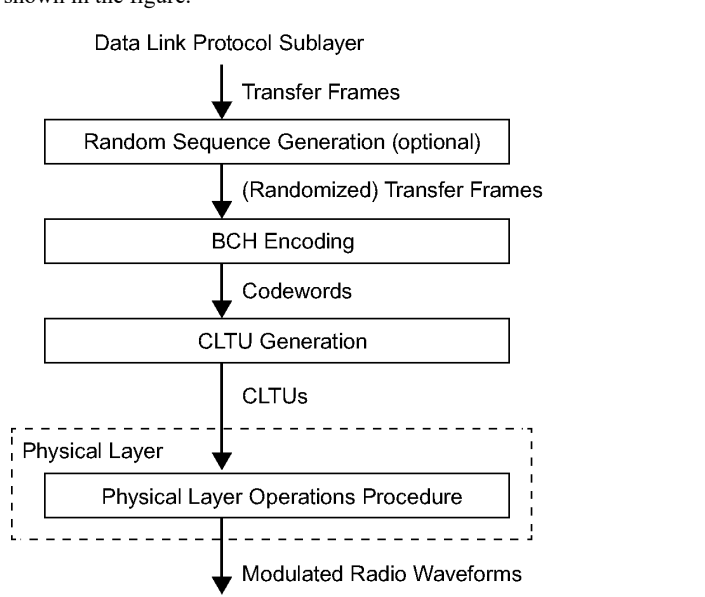 shown in the figure.
Data Link Protocol Sublayer
Transfer Frames
Random Sequence Generation (optional)
(Randomized) Transfer Frames
BCH Encoding
Codewords
CLTU Generation
CLTUs
Physical Layer
Physical Layer Operations Procedure
Modulated Radio Waveforms